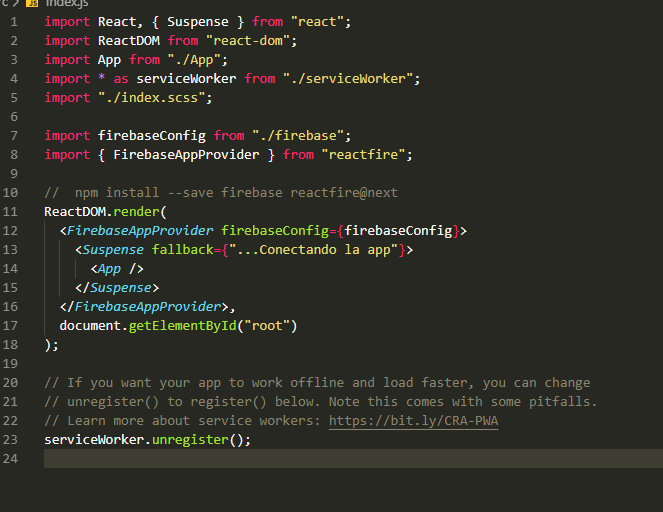 index.js
1 import React, { Suspense } from "react";
2 import ReactDOM from "react-dom";
3 import App from "./App";
4 import * as serviceWorker from "./serviceWorker";
5 import "./index.scss";
6
7 import firebaseConfig from "./firebase";
8 import { FirebaseAppProvider } from "reactfire";
9
10 //  npm install --save firebase reactfire@next
11 ReactDOM.render(
12   <FirebaseAppProvider firebaseConfig={firebaseConfig}>
13     <Suspense fallback={"...Conectando la app"}>
14       <App />
15     </Suspense>
16   </FirebaseAppProvider>,
17   document.getElementById("root")
18 );
19
20 // If you want your app to work offline and load faster, you can change
21 // unregister() to register() below. Note this comes with some pitfalls.
22 // Learn more about service workers: https://bit.ly/CRA-PWA
23 serviceWorker.unregister();
24